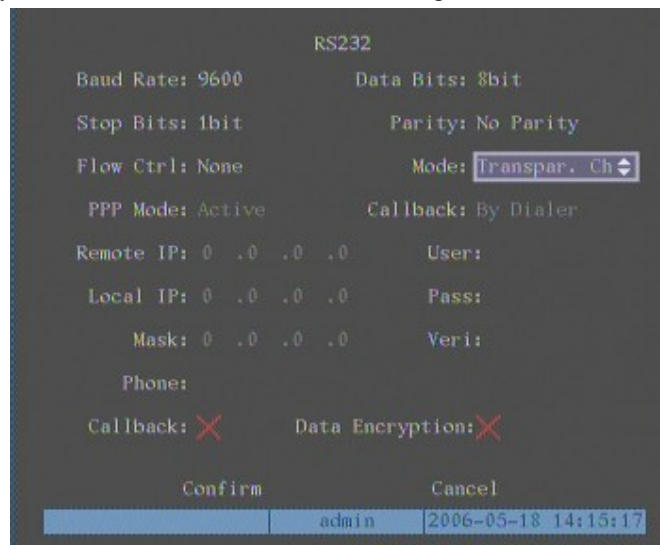 RS232
Baud Rate: 9600 Data Bits: 8bit
Stop Bits: 1bit Parity: No Parity
Flow Ctrl: None Mode: Transpar. Ch
PPP Mode: Active Callback: By Dialer
Remote IP: 0 .0 .0 .0 User:
Local IP: 0 .0 .0 .0 Pass:
Mask: 0 .0 .0 .0 Veri:
Phone:
Callback: Data Encryption:
Confirm Cancel
admin 2006-05-18 14:15:17